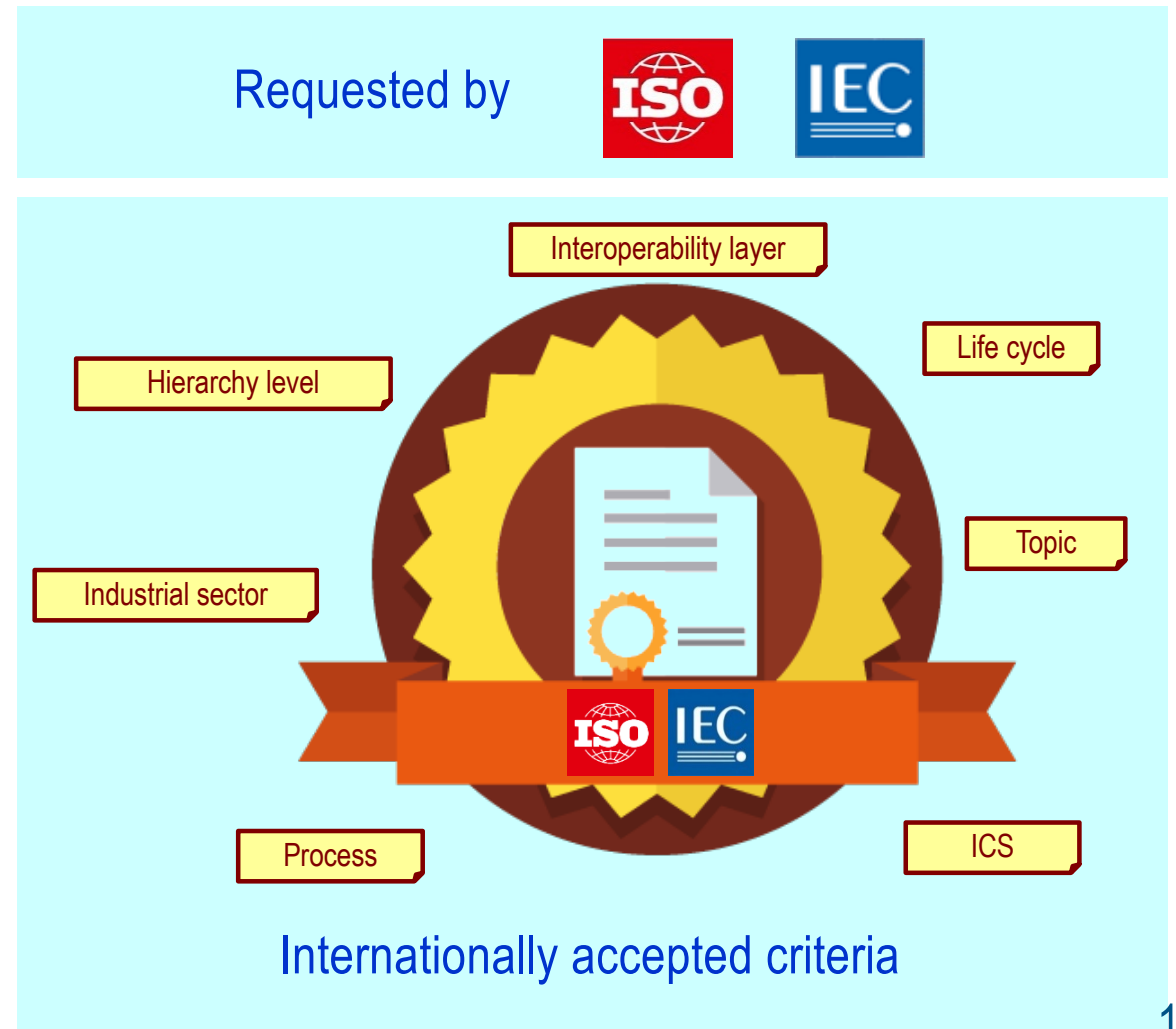 Requested by
ISO
IEC
Interoperability layer
Life cycle
Hierarchy level
Topic
Industrial sector
ISO
IEC
Process
ICS
Internationally accepted criteria
1